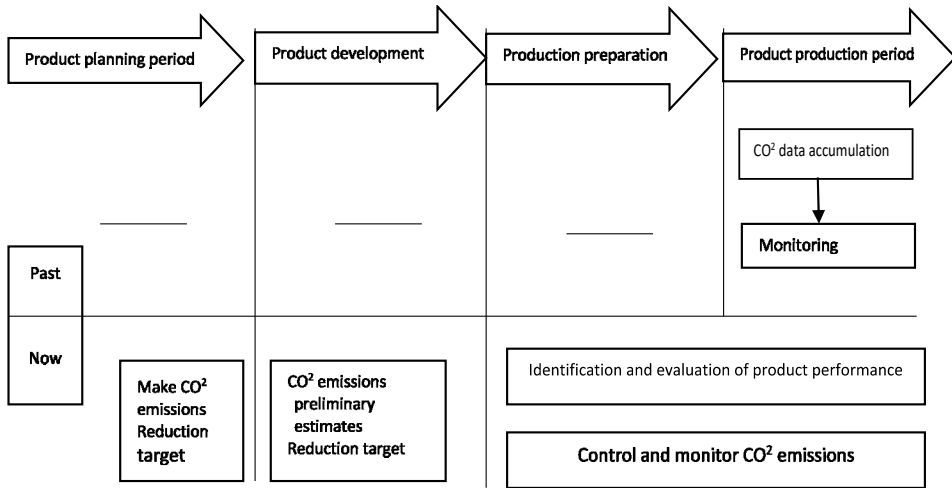 Product planning period
Product development
Production preparation
Product production period
CO² data accumulation
Monitoring
Past
Now
Make CO²
emissions
Reduction
target
CO² emissions
preliminary
estimates
Reduction target
Identification and evaluation of product performance
Control and monitor CO² emissions